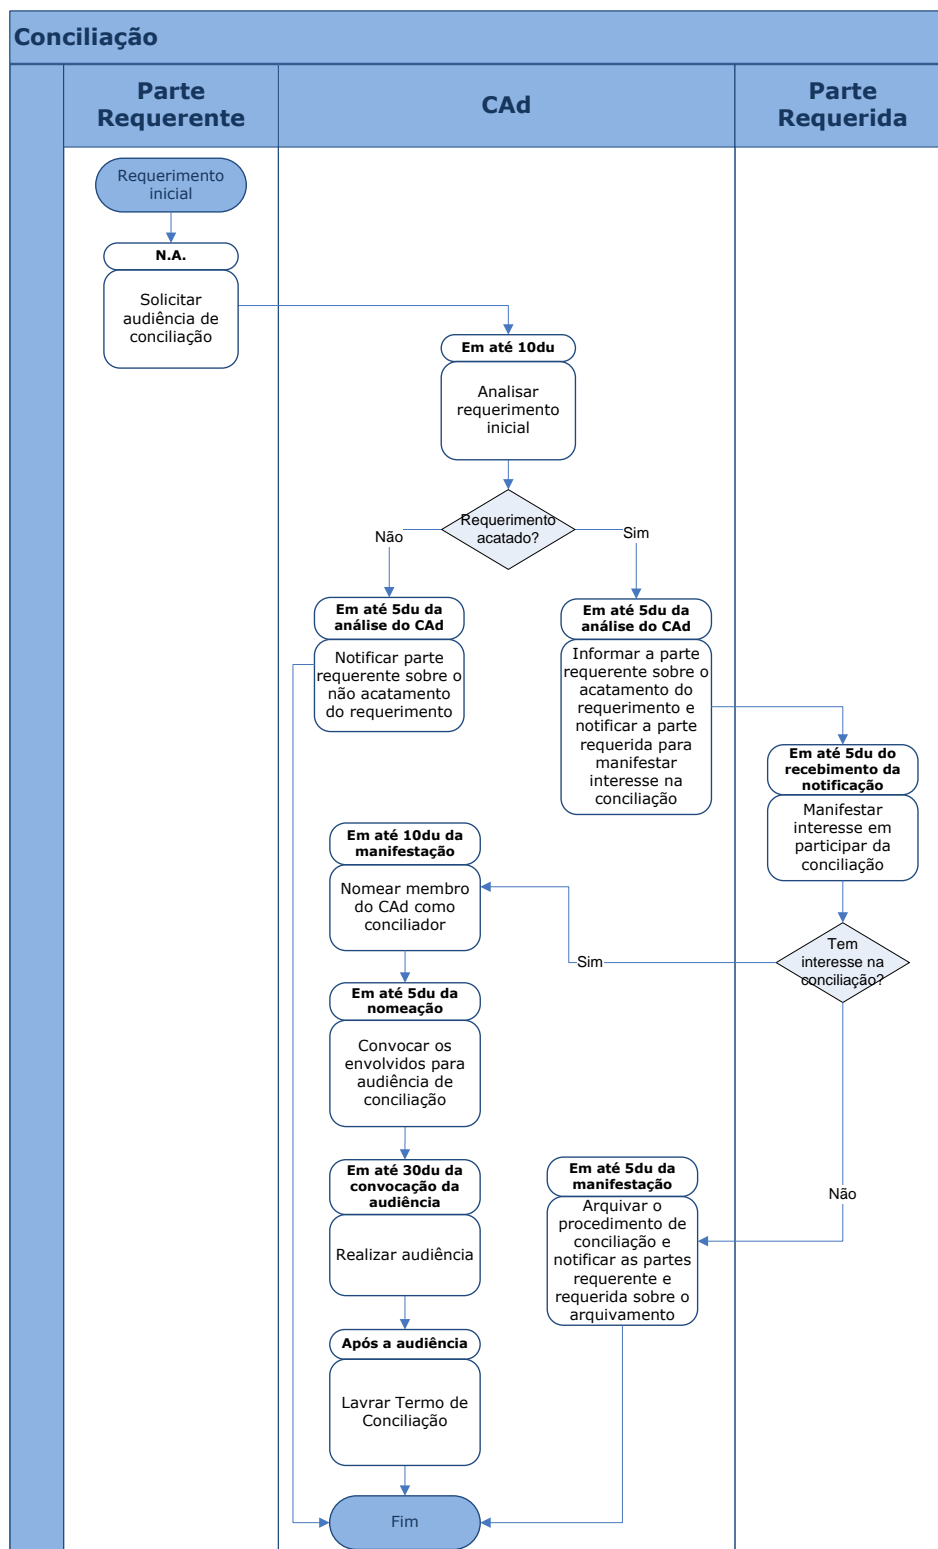 Conciliação
Parte
Requerente
CAd
Parte
Requerida
Requerimento
inicial
N.A.
Solicitar
audiência de
conciliação
Em até 10du
Analisar
requerimento
inicial
Requerimento
acatado?
Não
Sim
Em até 5du da
análise do CAd
Notificar parte
requerente sobre o
não acatamento
do requerimento
Em até 5du da
análise do CAd
Informar a parte
requerente sobre o
acatamento do
requerimento e
notificar a parte
requerida para
manifestar
interesse na
conciliação
Em até 5du do
recebimento da
notificação
Manifestar
interesse em
participar da
conciliação
Tem
interesse na
conciliação?
Sim
Não
Em até 10du da
manifestação
Nomear membro
do CAd como
conciliador
Em até 5du da
nomeação
Convocar os
envolvidos para
audiência de
conciliação
Em até 30du da
convocação da
audiência
Realizar audiência
Em até 5du da
manifestação
Arquivar o
procedimento de
conciliação e
notificar as partes
requerente e
requerida sobre o
arquivamento
Após a audiência
Lavrar Termo de
Conciliação
Fim